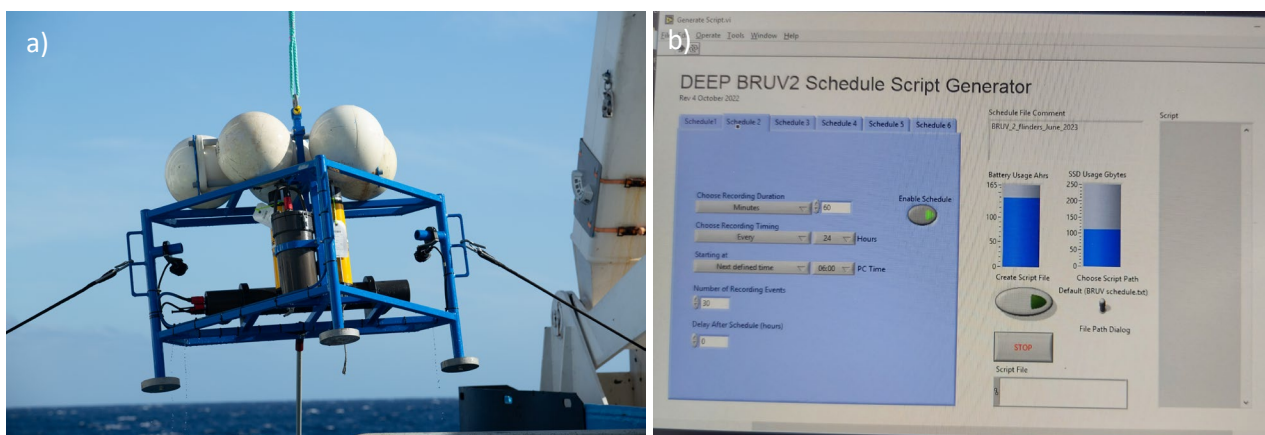 a)
b)
Generate Script.vi
Operate Tools Window Help
DEEP BRUV2 Schedule Script Generator
Rev 4 October 2022
Schedule1 Schedule 2 Schedule 3 Schedule 4 Schedule 5 Schedule 6
Choose Recording Duration
Minutes 60
Choose Recording Timing
Every 24 Hours
Starting at
Next defined time 06:00 PC Time
Number of Recording Events
30
Delay After Schedule (hours)
0
Enable Schedule
Schedule File Comment
BRUV_2_flinders_June_2023
Battery Usage Ahrs
165
100
50
0
SSD Usage Gbytes
250
200
150
100
50
0
Create Script File
Choose Script Path
Default (BRUV schedule.txt)
File Path Dialog
STOP
Script File
Script